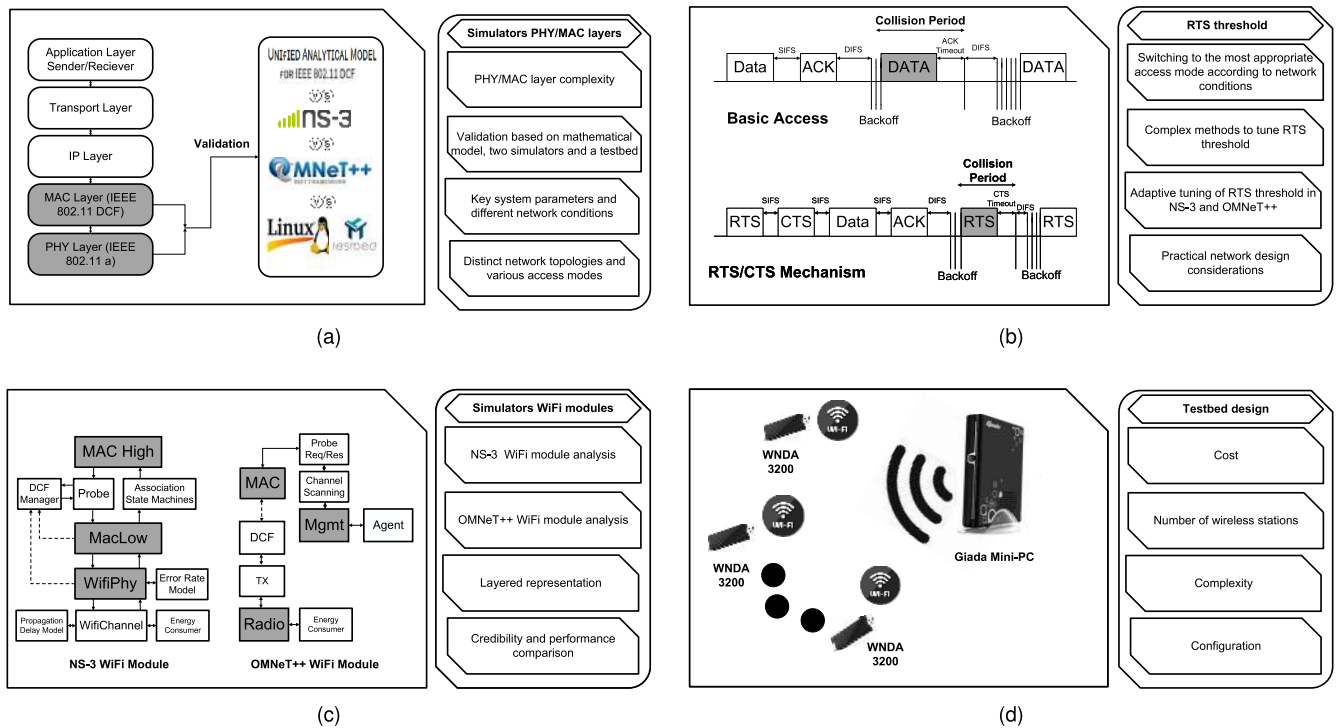 Application Layer
Sender/Reciever
Transport Layer
IP Layer
MAC Layer (IEEE
802.11 DCF)
PHY Layer (IEEE
802.11 a)
Validation
UNIFIED ANALYTICAL MODEL
FOR IEEE 802.11 DCF
VS
NS-3
VS
OMNeT++
VS
Linux
Testbed
Simulators PHY/MAC layers
PHY/MAC layer complexity
Validation based on mathematical
model, two simulators and a testbed
Key system parameters and
different network conditions
Distinct network topologies and
various access modes
(a)
Collision Period
SIFS
DIFS
ACK
Timeout
DIFS
Data
ACK
DATA
DATA
Backoff
Backoff
Basic Access
Collision
Period
SIFS
SIFS
SIFS
DIFS
CTS
Timeout
DIFS
RTS
CTS
Data
ACK
RTS
RTS
Backoff
Backoff
RTS/CTS Mechanism
RTS threshold
Switching to the most appropriate
access mode according to network
conditions
Complex methods to tune RTS
threshold
Adaptive tuning of RTS threshold in
NS-3 and OMNeT++
Practical network design
considerations
(b)
MAC High
DCF
Manager
Probe
Association
State Machines
MacLow
WifiPhy
Error Rate
Model
Propagation
Delay Model
WifiChannel
Energy
Consumer
NS-3 WiFi Module
Probe
Req/Res
MAC
Channel
Scanning
Mgmt
Agent
DCF
TX
Radio
Energy
Consumer
OMNeT++ WiFi Module
Simulators WiFi modules
NS-3 WiFi module analysis
OMNeT++ WiFi module analysis
Layered representation
Credibility and performance
comparison
(c)
WNDA
3200
Wi-Fi
WNDA
3200
Wi-Fi
WNDA
3200
Wi-Fi
Giada Mini-PC
Testbed design
Cost
Number of wireless stations
Complexity
Configuration
(d)